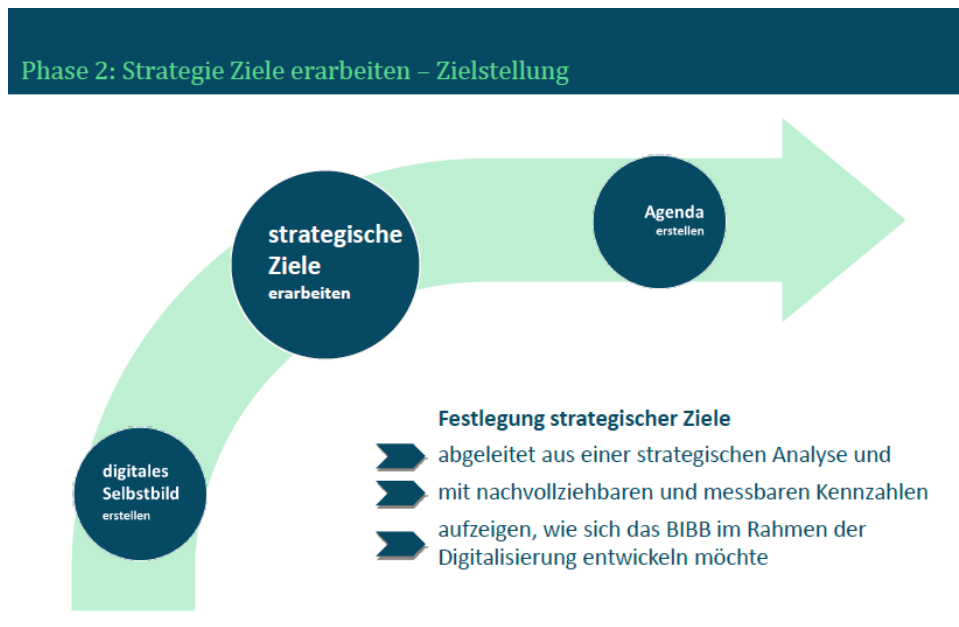 Phase 2: Strategie Ziele erarbeiten – Zielstellung
strategische
Ziele
erarbeiten
Agenda
erstellen
digitales
Selbstbild
erstellen
Festlegung strategischer Ziele
abgeleitet aus einer strategischen Analyse und
mit nachvollziehbaren und messbaren Kennzahlen
aufzeigen, wie sich das BIBB im Rahmen der
Digitalisierung entwickeln möchte